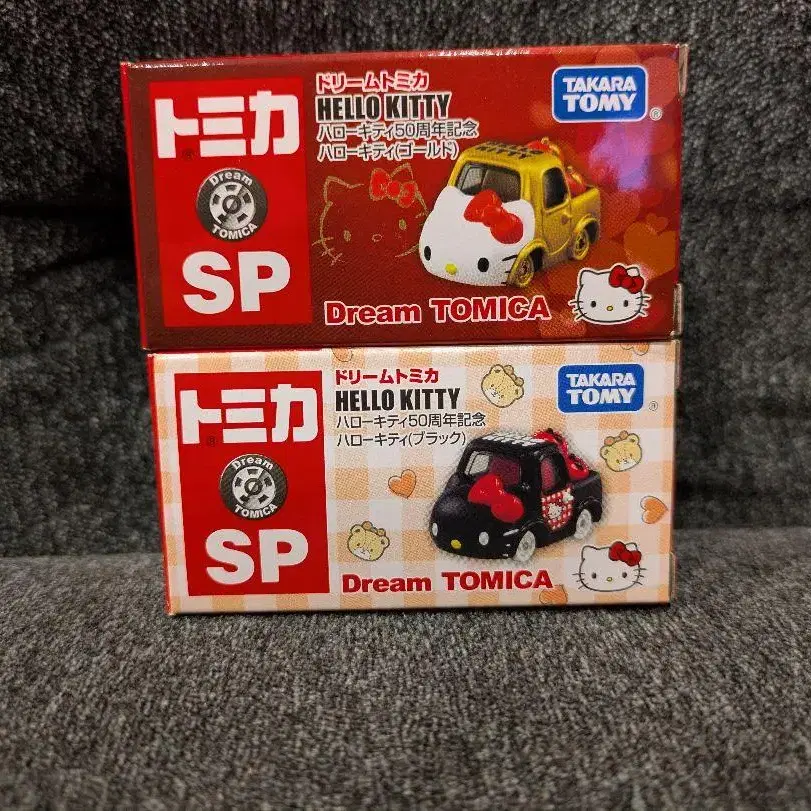 トミカ
Dream
TOMICA
SP
ドリームトミカ
HELLO KITTY
ハローキティ50周年記念
ハローキティ(ゴールド)
TAKARA
TOMY
KITTY
Dream TOMICA
トミカ
Dream
TOMICA
SP
ドリームトミカ
HELLO KITTY
ハローキティ50周年記念
ハローキティ(ブラック)
TAKARA
TOMY
Dream TOMICA